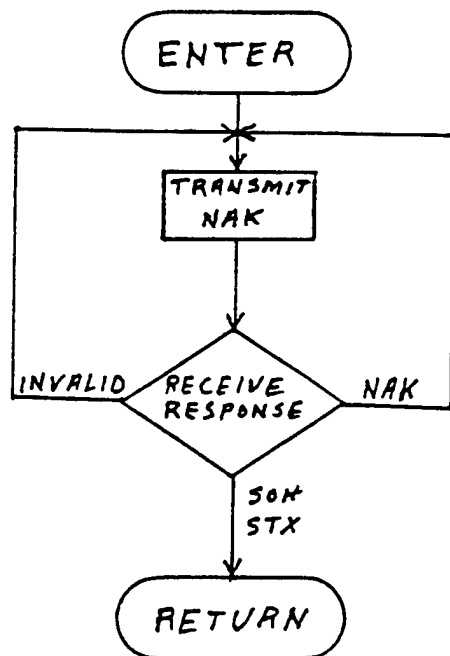 ENTER
TRANSMIT
NAK
INVALID
RECEIVE
RESPONSE
NAK
SOH
STX
RETURN